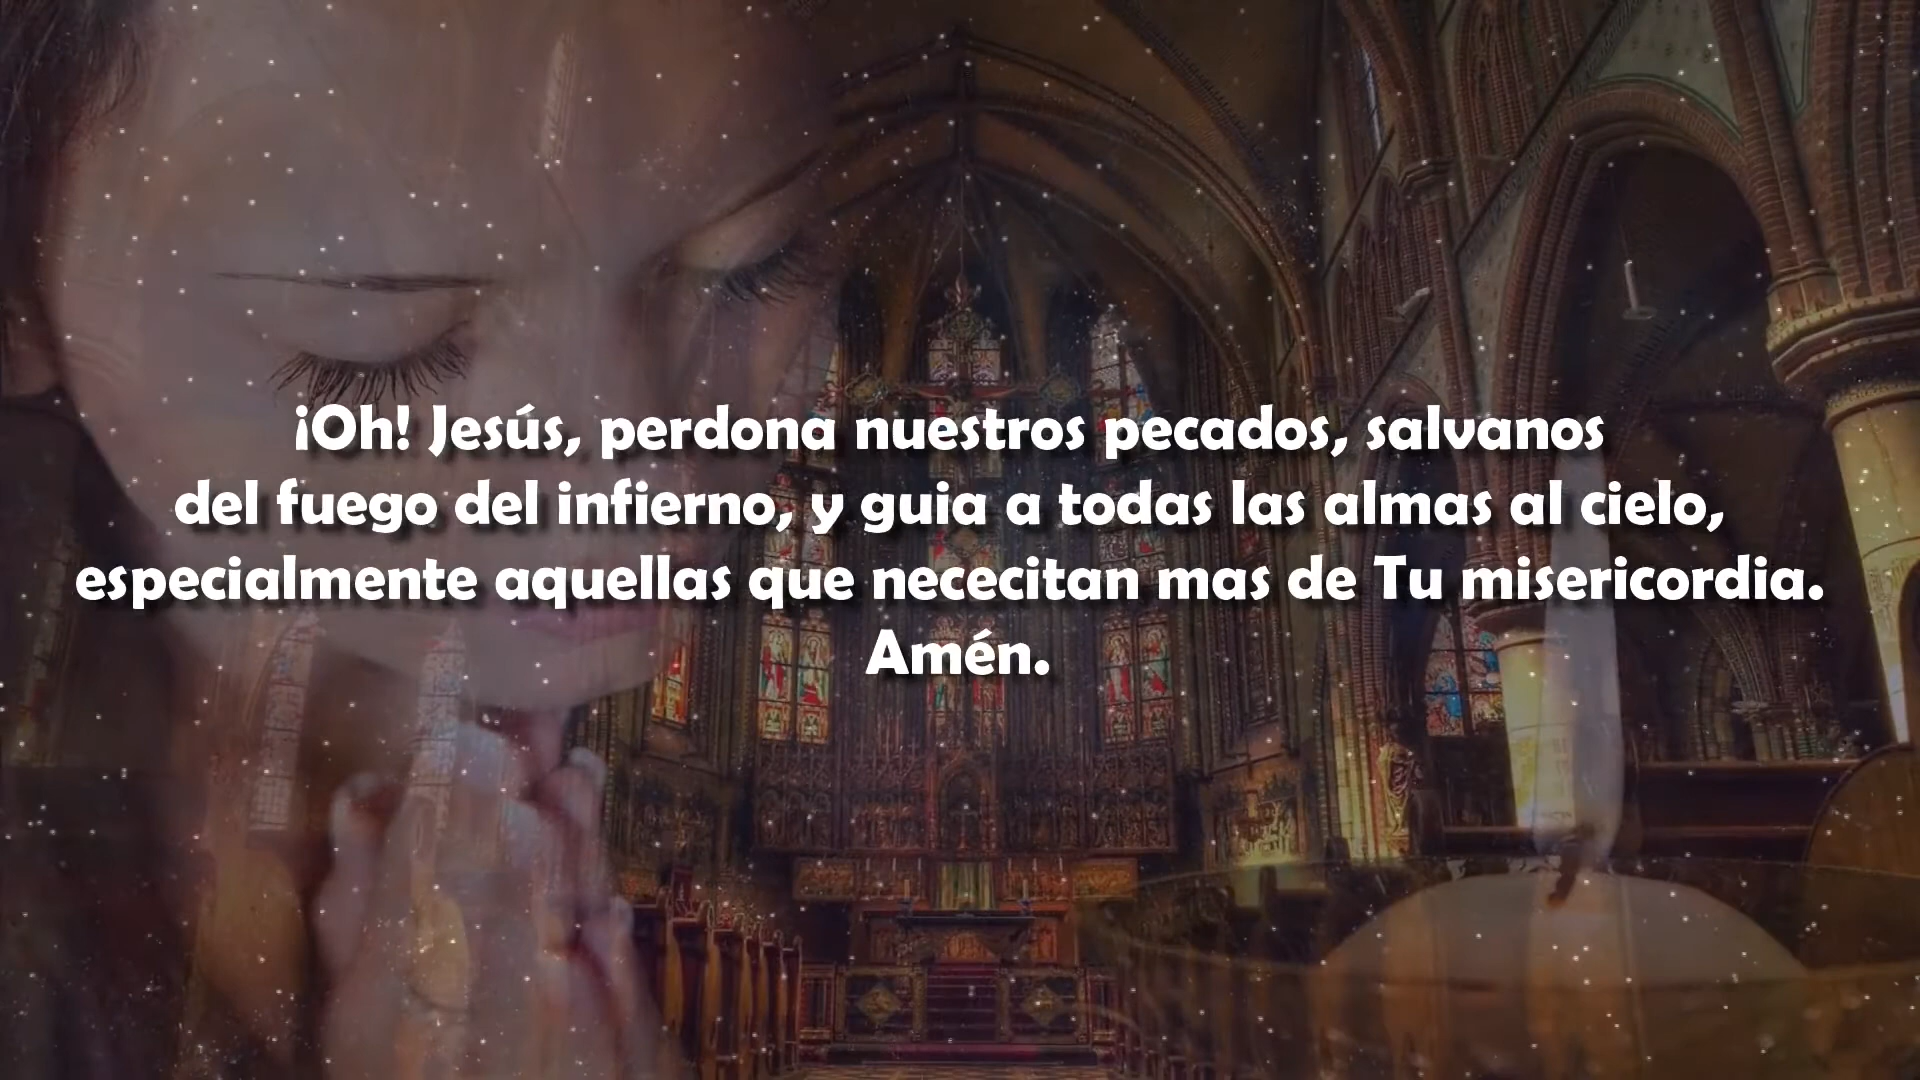 ¡Oh! Jesús, perdona nuestros pecados, salvanos
del fuego del infierno, y guia a todas las almas al cielo,
especialmente aquellas que nececitan mas de Tu misericordia.
Amén.